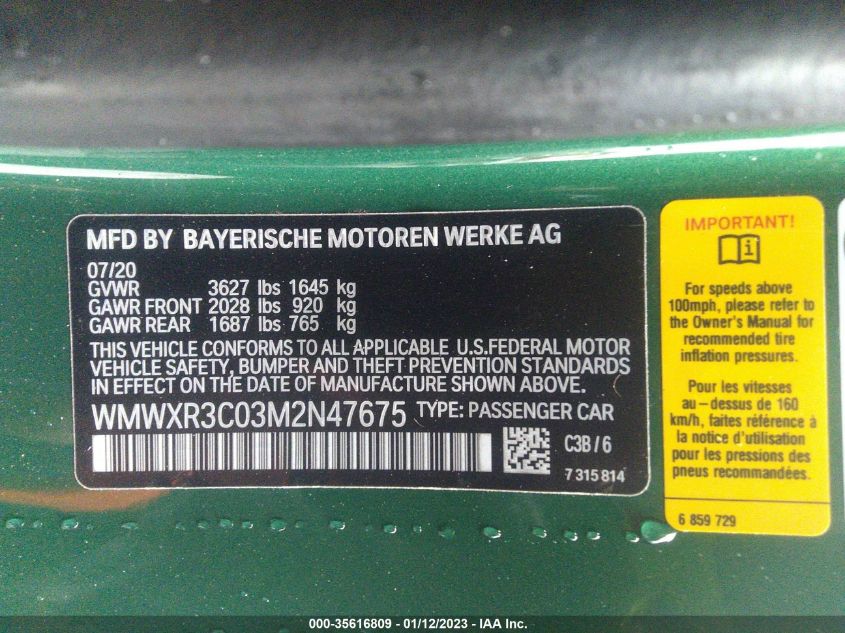 MFD BY BAYERISCHE MOTOREN WERKE AG
07/20
GVWR 3627 lbs 1645 kg
GAWR FRONT 2028 lbs 920 kg
GAWR REAR 1687 lbs 765 kg
THIS VEHICLE CONFORMS TO ALL APPLICABLE U.S.FEDERAL MOTOR
VEHICLE SAFETY, BUMPER AND THEFT PREVENTION STANDARDS
IN EFFECT ON THE DATE OF MANUFACTURE SHOWN ABOVE.
WMWXR3C03M2N47675 TYPE: PASSENGER CAR
C3B / 6
7 315 814
IMPORTANT!
For speeds above
100mph, please refer to
the Owner's Manual for
recommended tire
inflation pressures.
Pour les vitesses
au-dessus de 160
km/h, faites référence à
la notice d'utilisation
pour les pressions des
pneus recommandées.
6 859 729
000-35616809 - 01/12/2023 - IAA Inc.